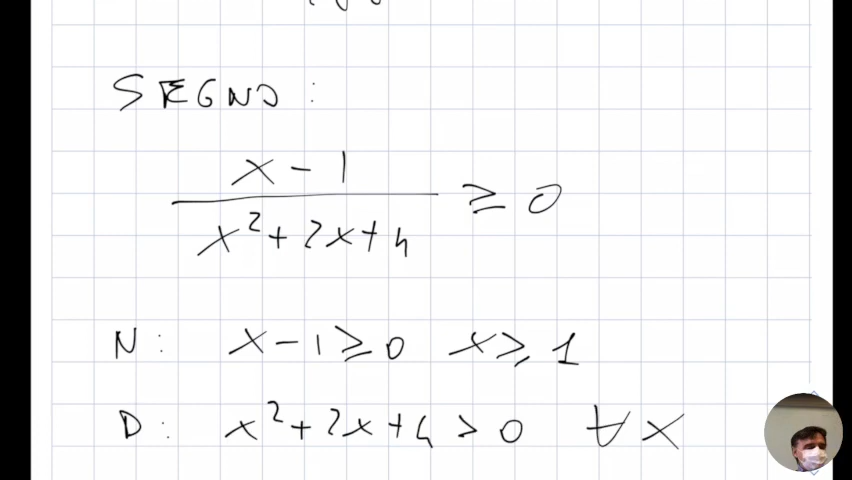 SEGNO:
x - 1
x² + 2x + 4 ≥ 0
N: x - 1 ≥ 0 x ≥ 1
D: x² + 2x + 4 > 0 ∀ x